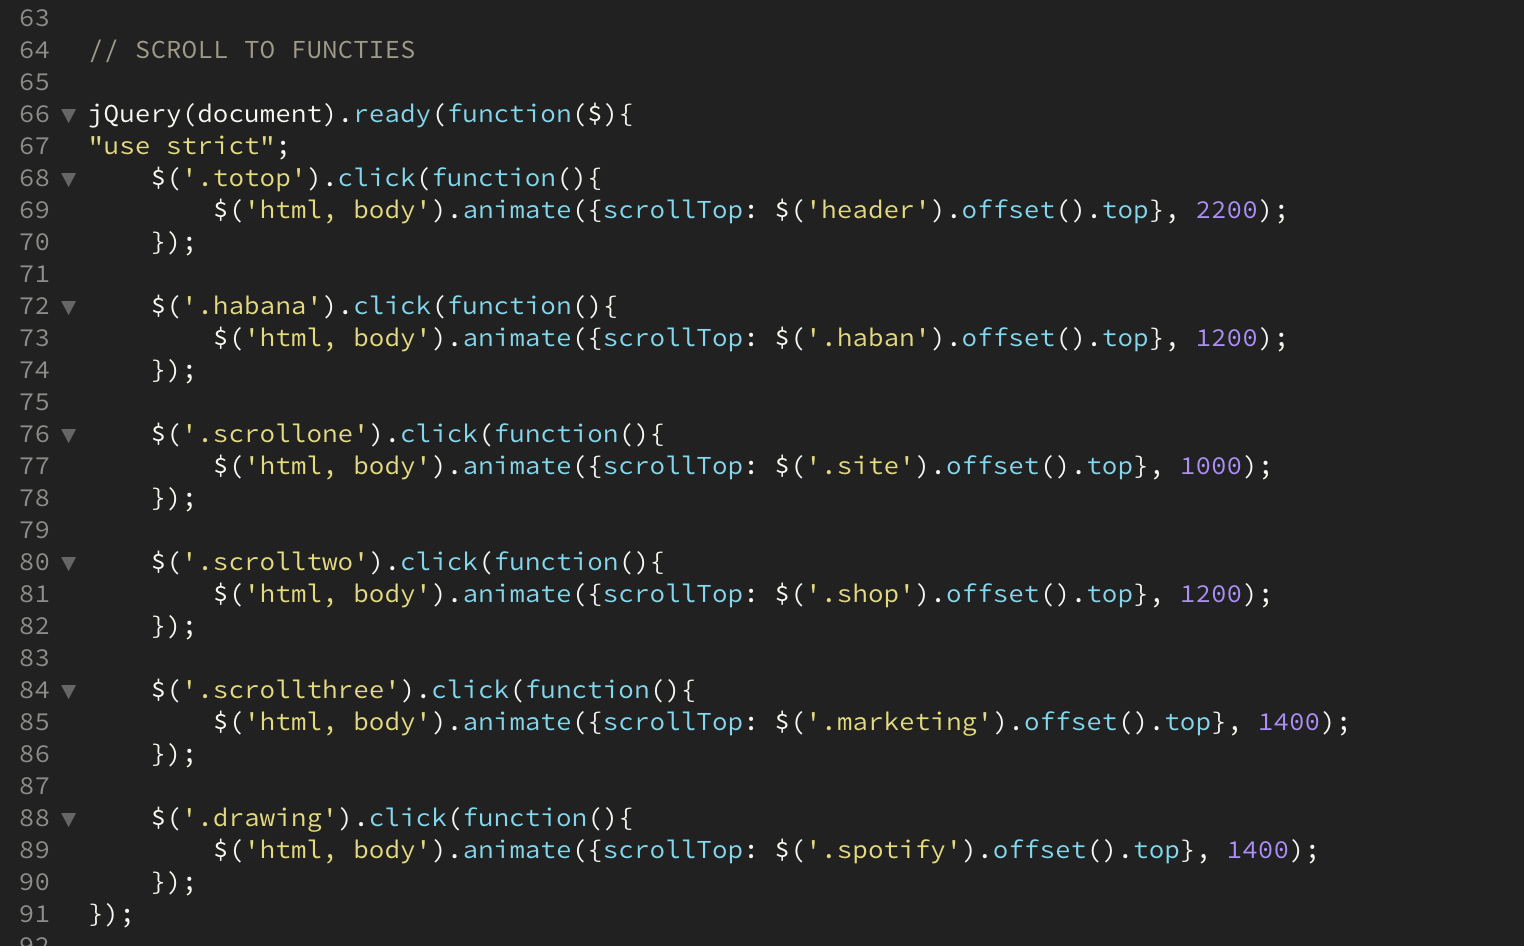 63
64 // SCROLL TO FUNCTIES
65
66 ▼ jQuery(document).ready(function($){
67 "use strict";
68 ▼     $('.totop').click(function(){
69         $('html, body').animate({scrollTop: $('header').offset().top}, 2200);
70     });
71
72 ▼     $('.habana').click(function(){
73         $('html, body').animate({scrollTop: $('.haban').offset().top}, 1200);
74     });
75
76 ▼     $('.scrollone').click(function(){
77         $('html, body').animate({scrollTop: $('.site').offset().top}, 1000);
78     });
79
80 ▼     $('.scrolltwo').click(function(){
81         $('html, body').animate({scrollTop: $('.shop').offset().top}, 1200);
82     });
83
84 ▼     $('.scrollthree').click(function(){
85         $('html, body').animate({scrollTop: $('.marketing').offset().top}, 1400);
86     });
87
88 ▼     $('.drawing').click(function(){
89         $('html, body').animate({scrollTop: $('.spotify').offset().top}, 1400);
90     });
91 });
92